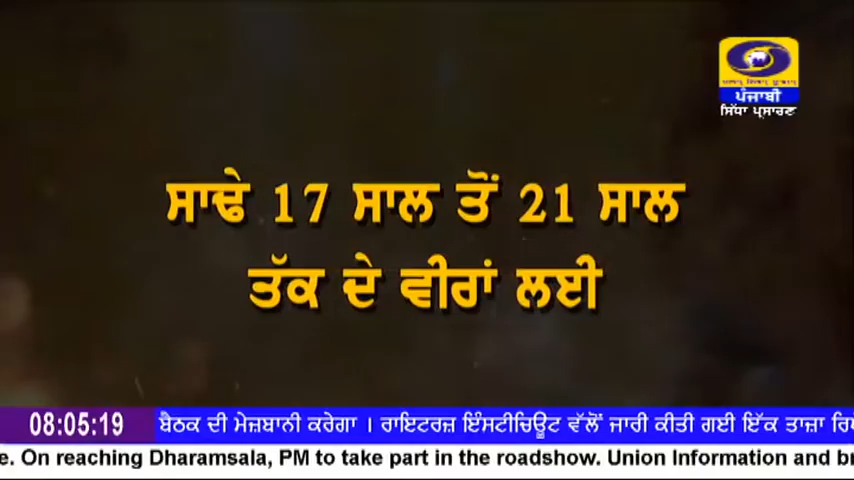 ਪੰਜਾਬੀ
ਸਿੱਧਾ ਪ੍ਰਸਾਰਣ
ਸਾਢੇ 17 ਸਾਲ ਤੋਂ 21 ਸਾਲ
ਤੱਕ ਦੇ ਵੀਰਾਂ ਲਈ
08:05:19 ਬੈਠਕ ਦੀ ਮੇਜ਼ਬਾਨੀ ਕਰੇਗਾ । ਰਾਇਟਰਜ਼ ਇੰਸਟੀਚਿਊਟ ਵੱਲੋਂ ਜਾਰੀ ਕੀਤੀ ਗਈ ਇੱਕ ਤਾਜ਼ਾ
e. On reaching Dharamsala, PM to take part in the roadshow. Union Information and br